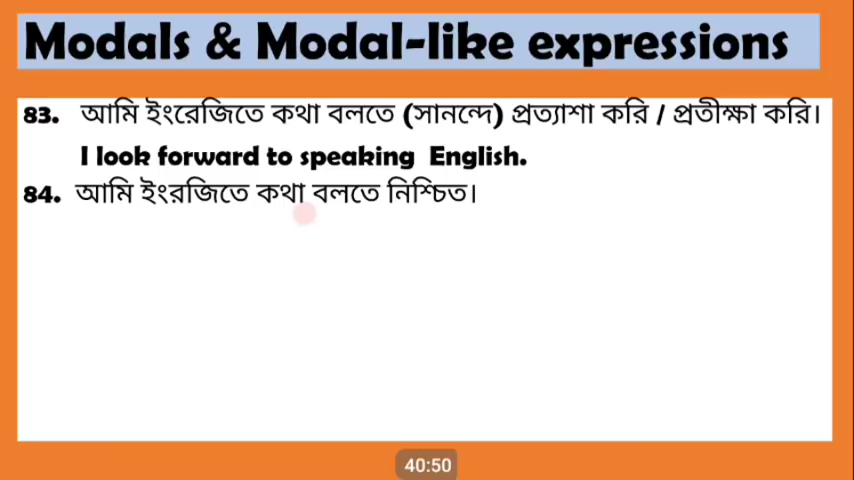 Modals & Modal-like expressions
83. আমি ইংরেজিতে কথা বলতে (সানন্দে) প্রত্যাশা করি / প্রতীক্ষা করি।
I look forward to speaking English.
84. আমি ইংরজিতে কথা বলতে নিশ্চিত।
40:50